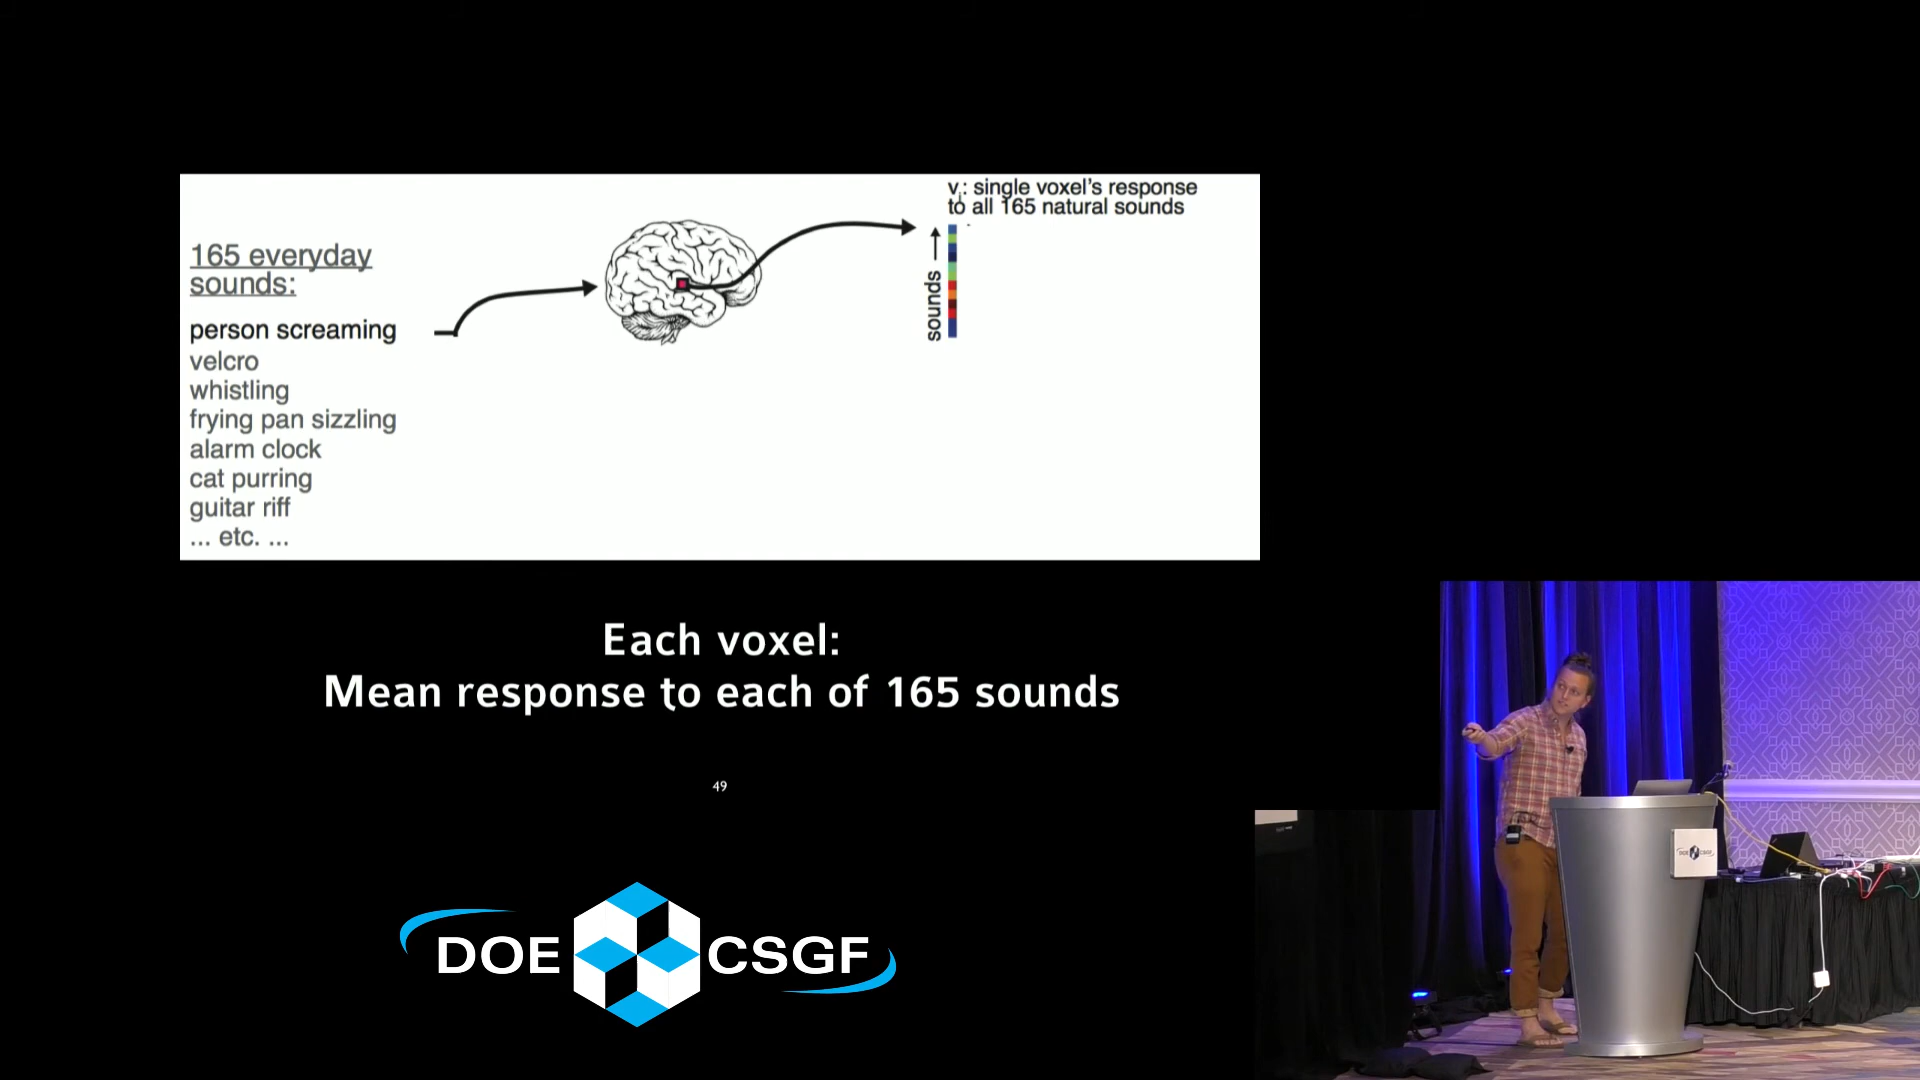 v : single voxel's response
to all 165 natural sounds
165 everyday
sounds:
person screaming
velcro
whistling
frying pan sizzling
alarm clock
cat purring
guitar riff
... etc. ...
sounds
Each voxel:
Mean response to each of 165 sounds
49
DOE CSGF
DOE CSGF